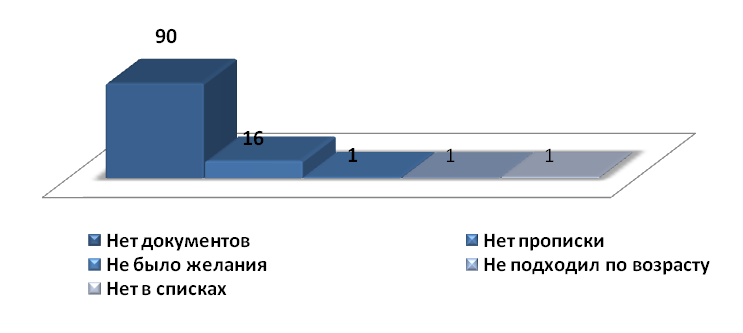 90
16
1
1
1
Нет документов
Нет прописки
Не было желания
Не подходил по возрасту
Нет в списках